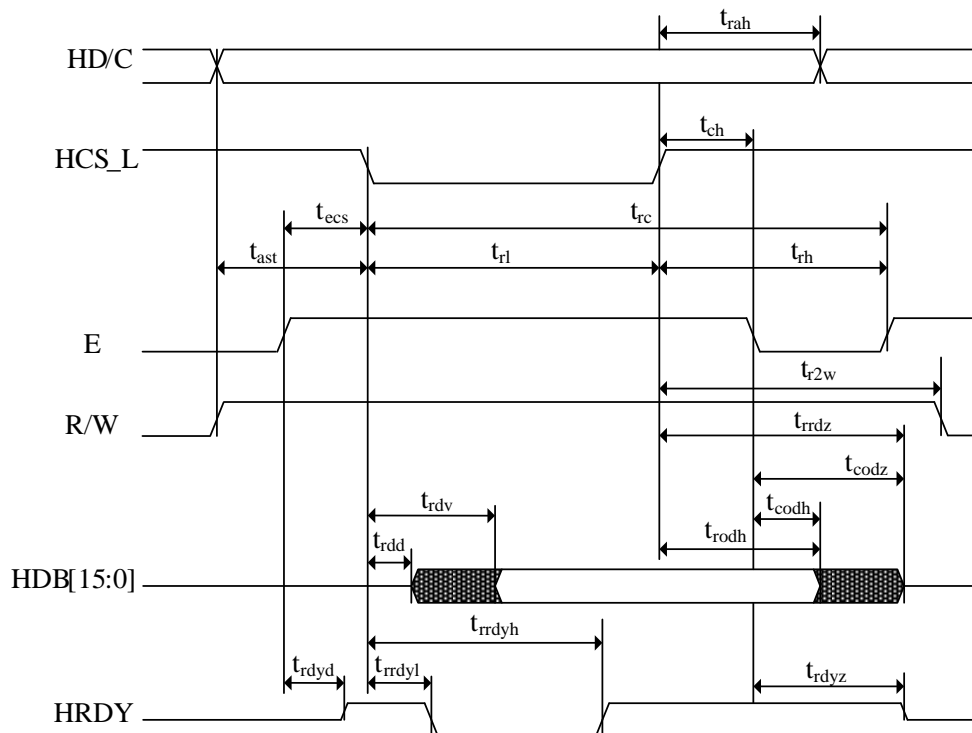 t_rah
HD/C
t_ch
HCS_L
t_ecs t_rc
t_ast t_rl t_rh
E
t_r2w
R/W
t_rrdz
t_codz
t_rdv t_codh
t_rdd t_rodh
HDB[15:0]
t_rrdyh
t_rdyd t_rrdyl t_rdyz
HRDY